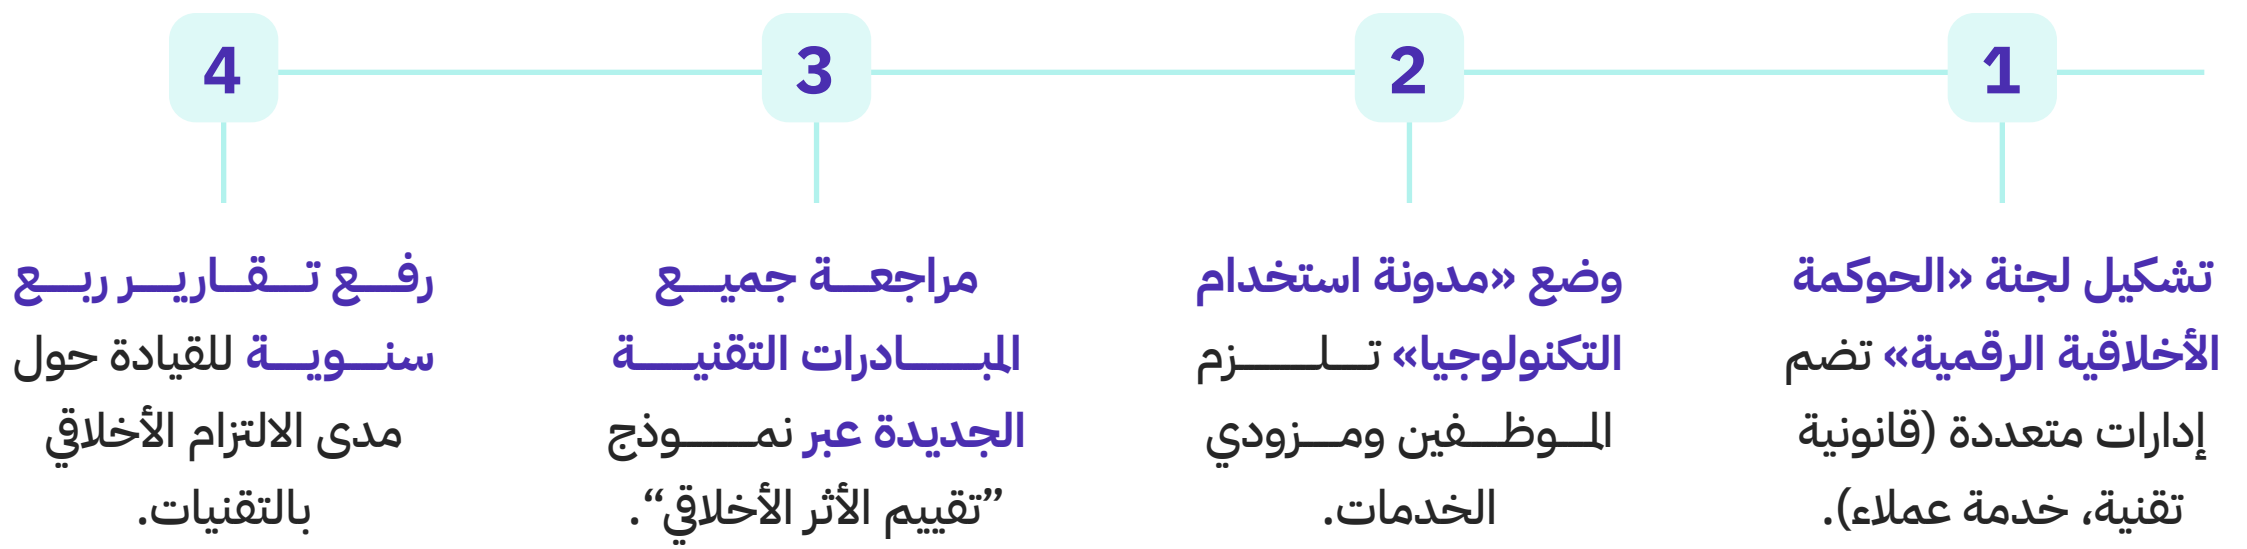 1
تشكيل لجنة «الحوكمة
الأخلاقية الرقمية» تضم
إدارات متعددة (قانونية
تقنية، خدمة عملاء).
2
وضع «مدونة استخدام
التكنولوجيا» تلزم
الموظفين ومزودي
الخدمات.
3
مراجعة جميع
المبادرات التقنية
الجديدة عبر نموذج
”تقييم الأثر الأخلاقي“.
4
رفع تقارير ربع
سنوية للقيادة حول
مدى الالتزام الأخلاقي
بالتقنيات.